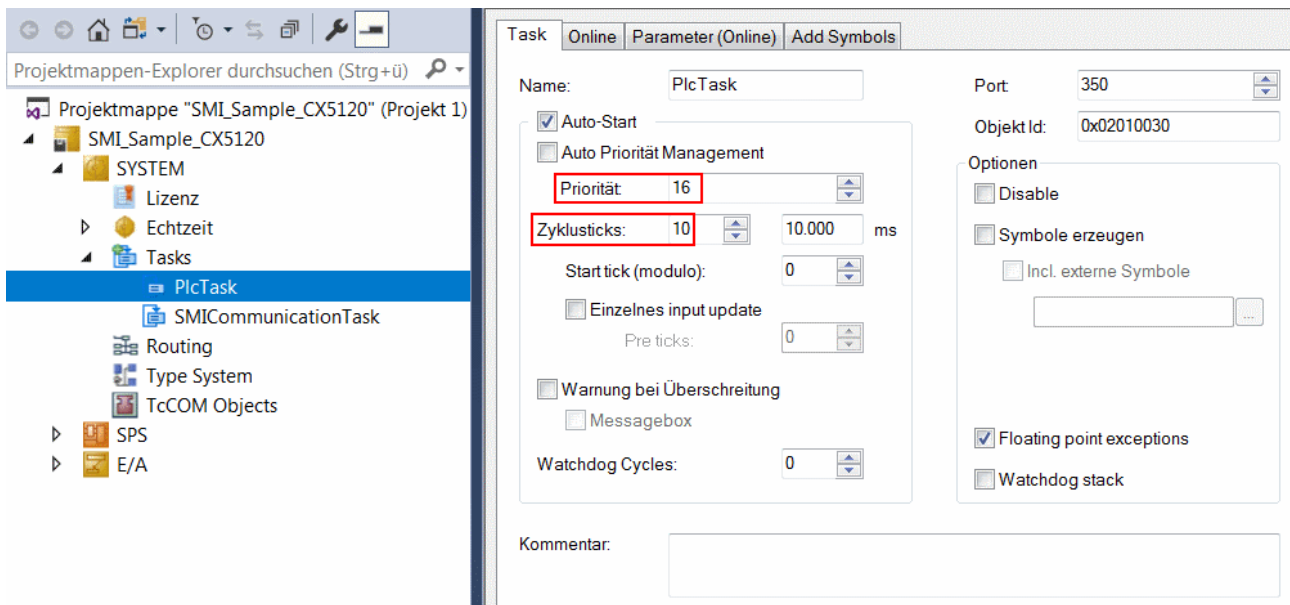 Projektmappen-Explorer durchsuchen (Strg+ü)
Projektmappe "SMI_Sample_CX5120" (Projekt 1)
SMI_Sample_CX5120
SYSTEM
Lizenz
Echtzeit
Tasks
PlcTask
SMICommunicationTask
Routing
Type System
TcCOM Objects
SPS
E/A
Task Online Parameter (Online) Add Symbols
Name: PlcTask
Auto-Start
Auto Priorität Management
Priorität: 16
Zyklusticks: 10 10.000 ms
Start tick (modulo): 0
Einzelnes input update
Pre ticks: 0
Warnung bei Überschreitung
Messagebox
Watchdog Cycles: 0
Kommentar:
Port: 350
Objekt Id: 0x02010030
Optionen
Disable
Symbole erzeugen
Incl. externe Symbole
...
Floating point exceptions
Watchdog stack